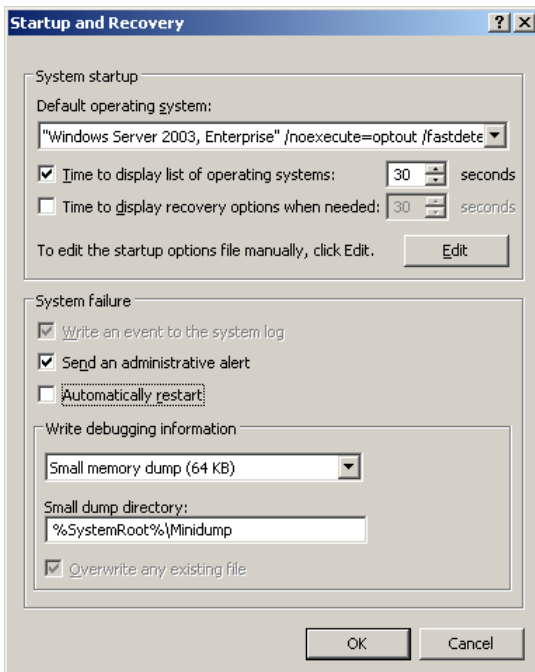 Startup and Recovery
System startup
Default operating system:
"Windows Server 2003, Enterprise" /noexecute=optout /fastdete
Time to display list of operating systems: 30 seconds
Time to display recovery options when needed: 30 seconds
To edit the startup options file manually, click Edit. Edit
System failure
Write an event to the system log
Send an administrative alert
Automatically restart
Write debugging information
Small memory dump (64 KB)
Small dump directory:
%SystemRoot%\Minidump
Overwrite any existing file
OK Cancel